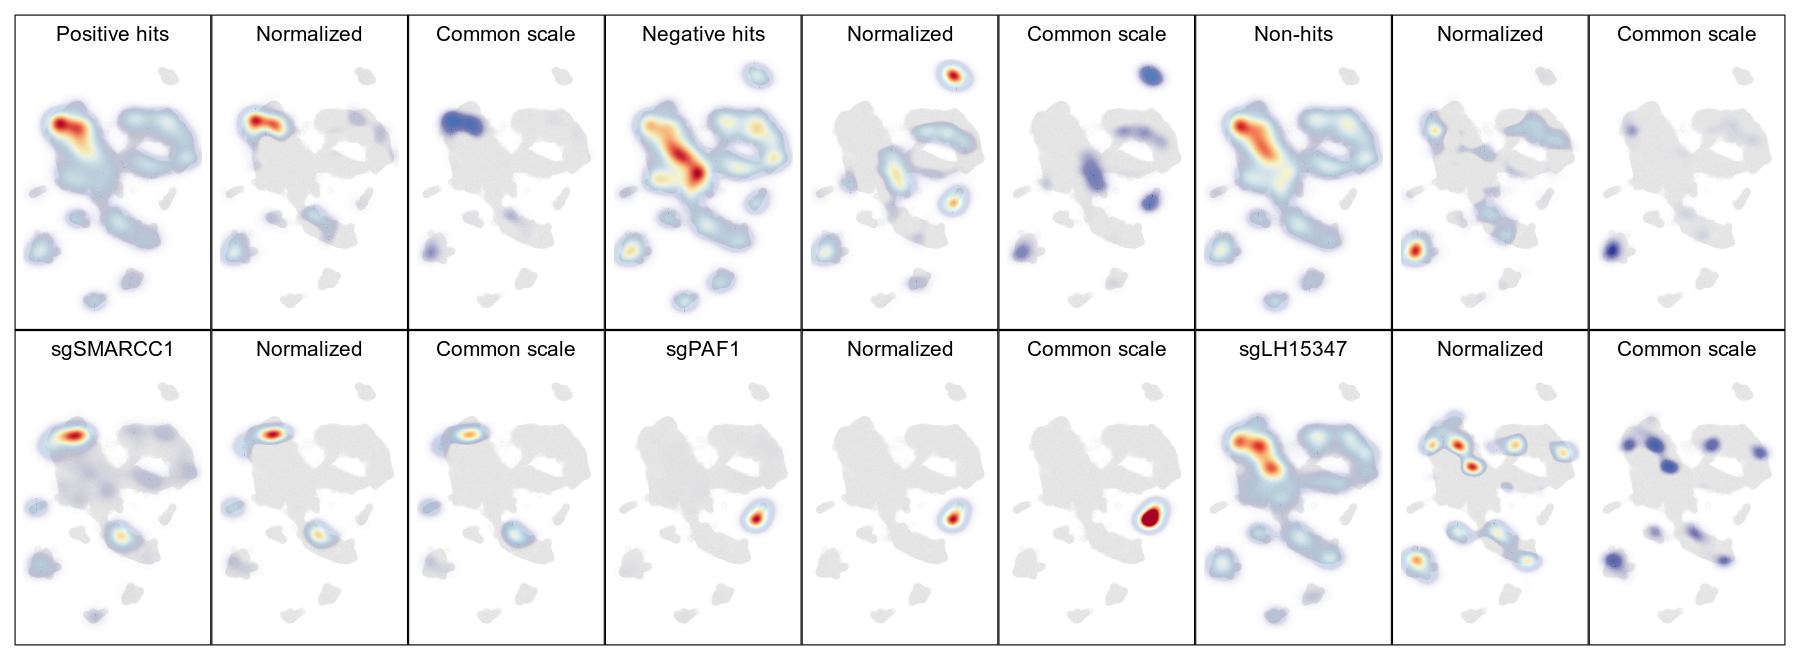 Positive hits
Normalized
Common scale
Negative hits
Normalized
Common scale
Non-hits
Normalized
Common scale
sgSMARCC1
Normalized
Common scale
sgPAF1
Normalized
Common scale
sgLH15347
Normalized
Common scale